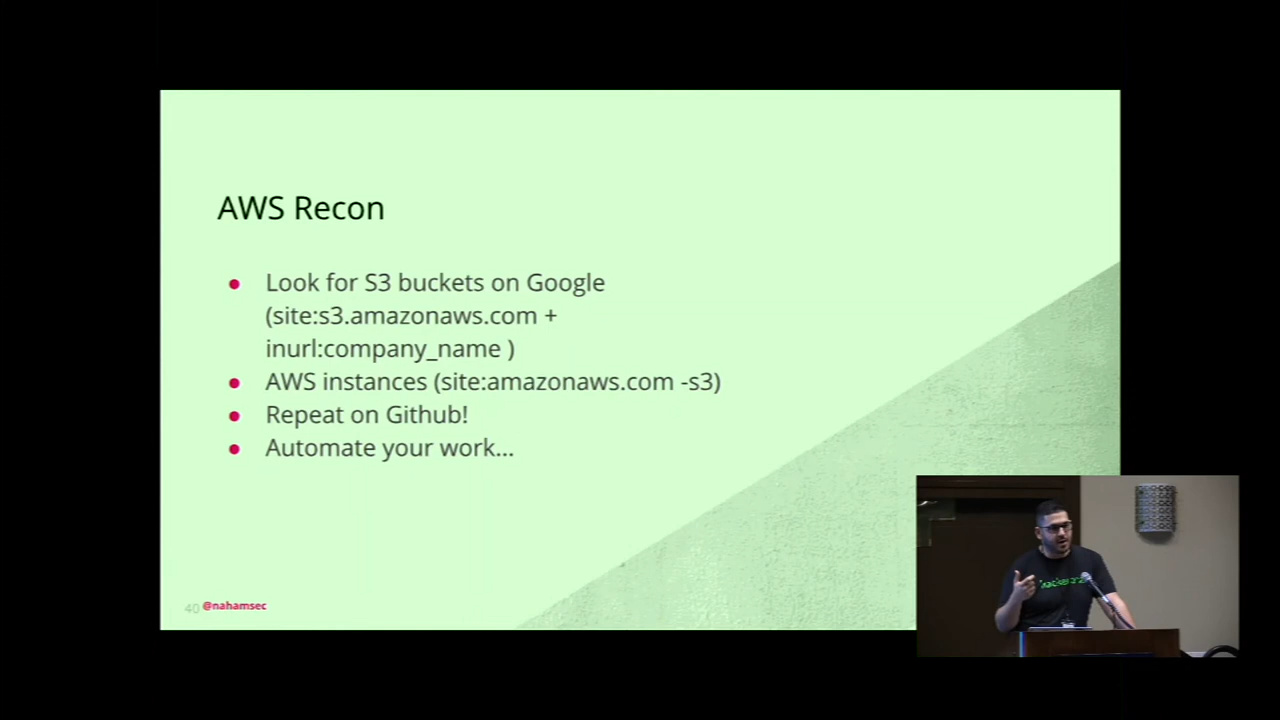 AWS Recon
● Look for S3 buckets on Google
(site:s3.amazonaws.com +
inurl:company_name )
● AWS instances (site:amazonaws.com -s3)
● Repeat on Github!
● Automate your work...
40 @nahamsec